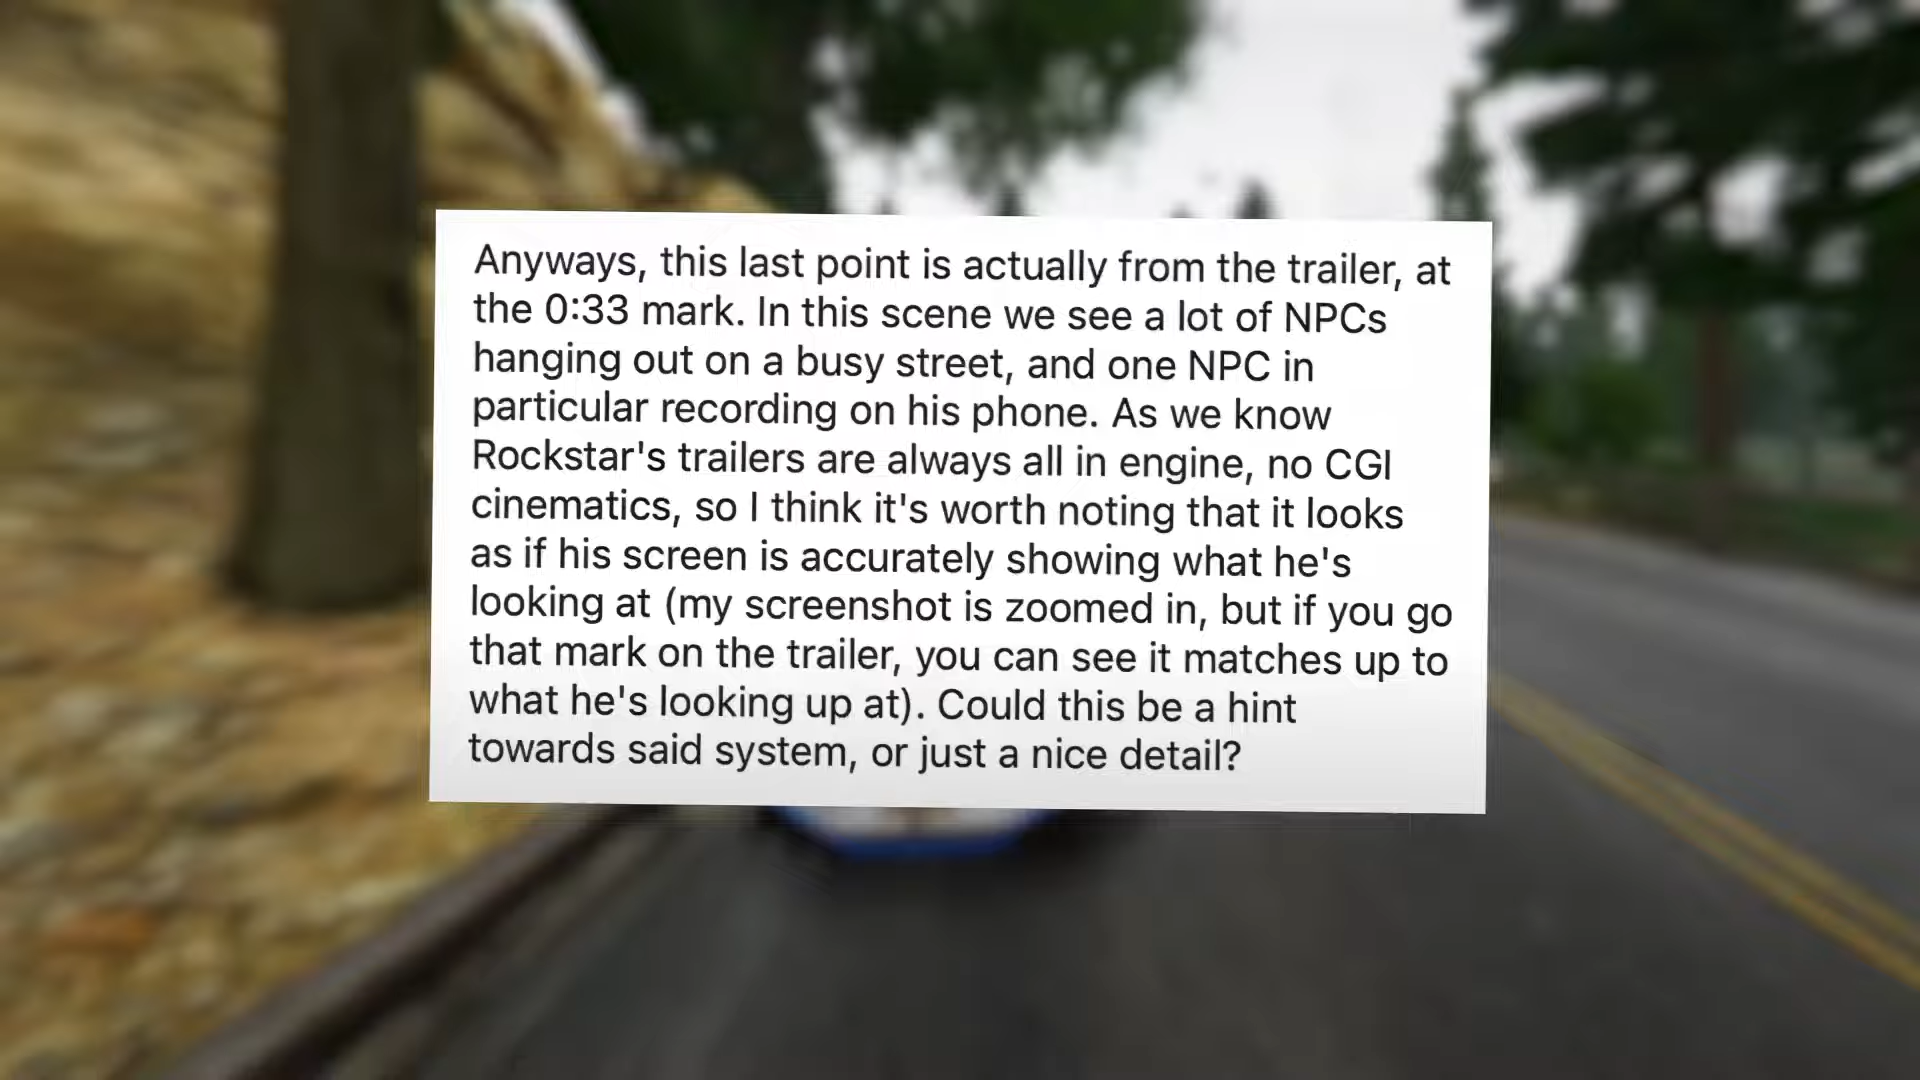 Anyways, this last point is actually from the trailer, at
the 0:33 mark. In this scene we see a lot of NPCs
hanging out on a busy street, and one NPC in
particular recording on his phone. As we know
Rockstar's trailers are always all in engine, no CGI
cinematics, so I think it's worth noting that it looks
as if his screen is accurately showing what he's
looking at (my screenshot is zoomed in, but if you go
that mark on the trailer, you can see it matches up to
what he's looking up at). Could this be a hint
towards said system, or just a nice detail?